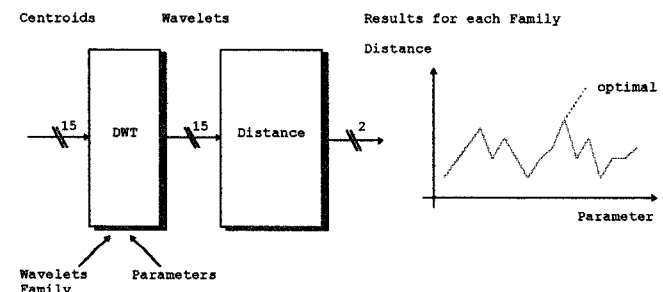 Centroids Wavelets Results for each Family
Distance
optimal
15 15 2
DWT Distance
Parameter
Wavelets Parameters
Family